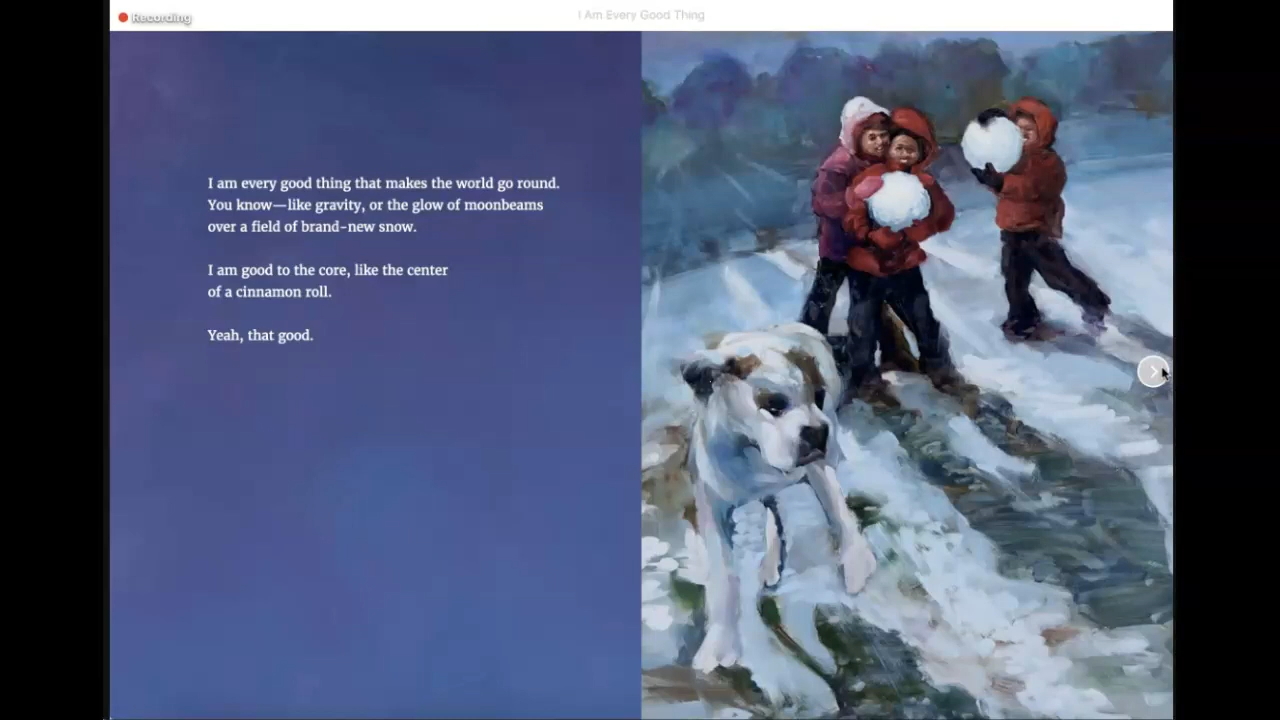 Recording
I Am Every Good Thing
I am every good thing that makes the world go round.
You know—like gravity, or the glow of moonbeams
over a field of brand-new snow.
I am good to the core, like the center
of a cinnamon roll.
Yeah, that good.